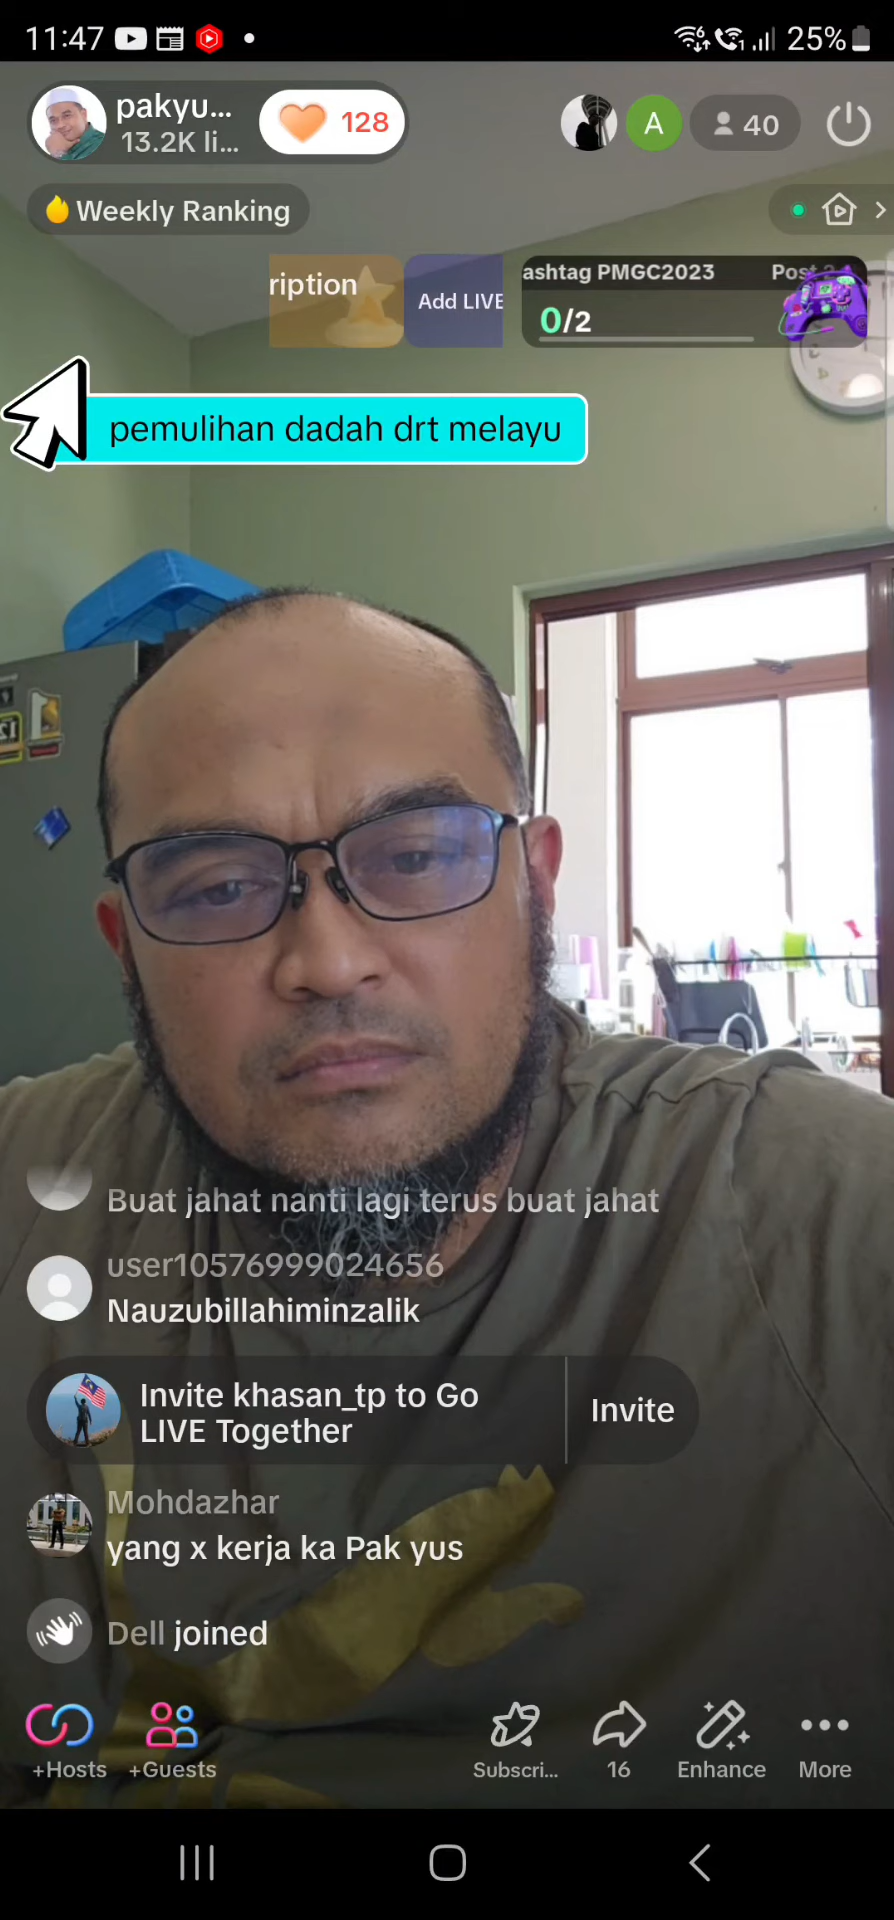 11:47
25%
pakyu...
13.2K li...
128
A
40
Weekly Ranking
ription
Add LIVE
ashtag PMGC2023
Post
0/2
pemulihan dadah drt melayu
Buat jahat nanti lagi terus buat jahat
user10576999024656
Nauzubillahiminzalik
Invite khasan_tp to Go
LIVE Together
Invite
Mohdazhar
yang x kerja ka Pak yus
Dell joined
+Hosts
+Guests
Subscri...
16
Enhance
More